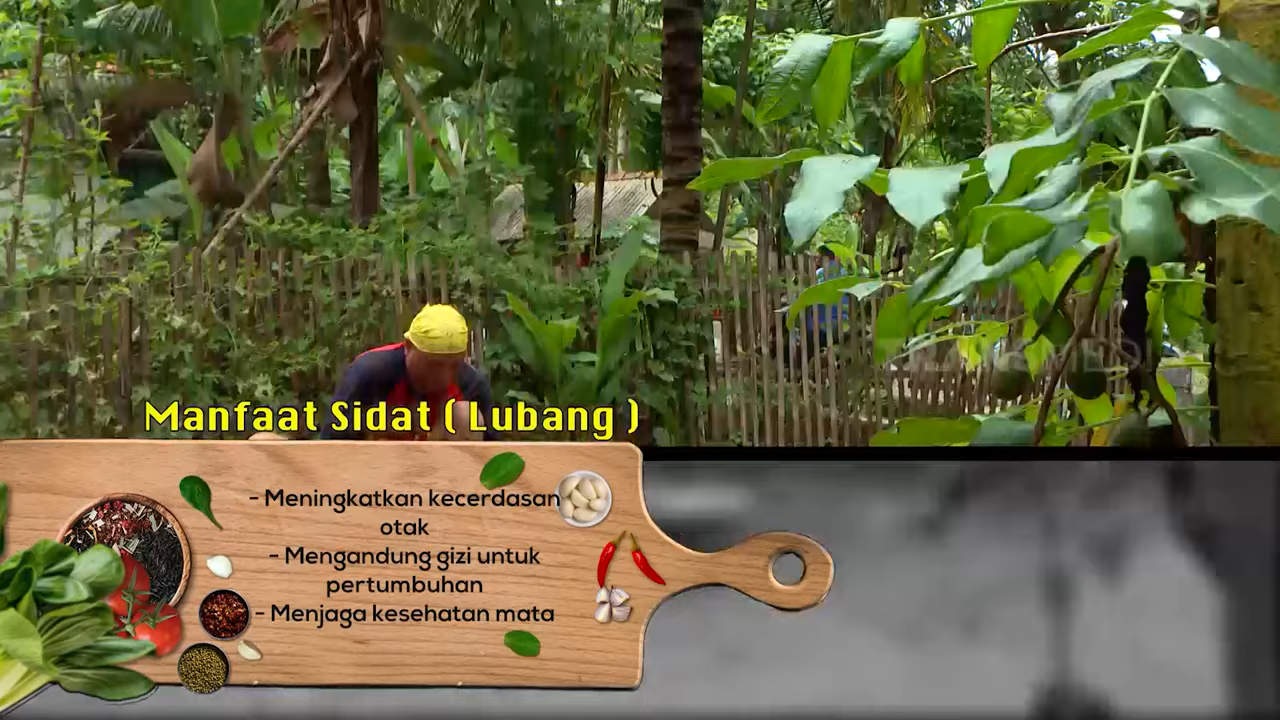 Manfaat Sidat ( Lubang )
- Meningkatkan kecerdasan
otak
- Mengandung gizi untuk
pertumbuhan
- Menjaga kesehatan mata